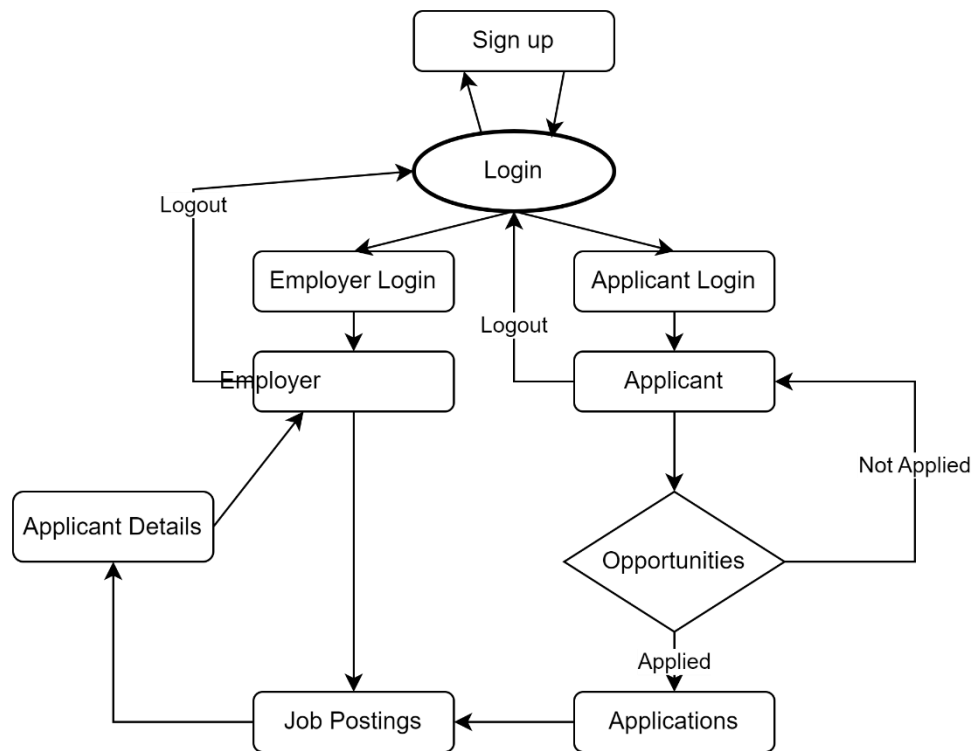 Sign up
Login
Logout
Employer Login
Applicant Login
Logout
Employer
Applicant
Not Applied
Applicant Details
Opportunities
Applied
Job Postings
Applications